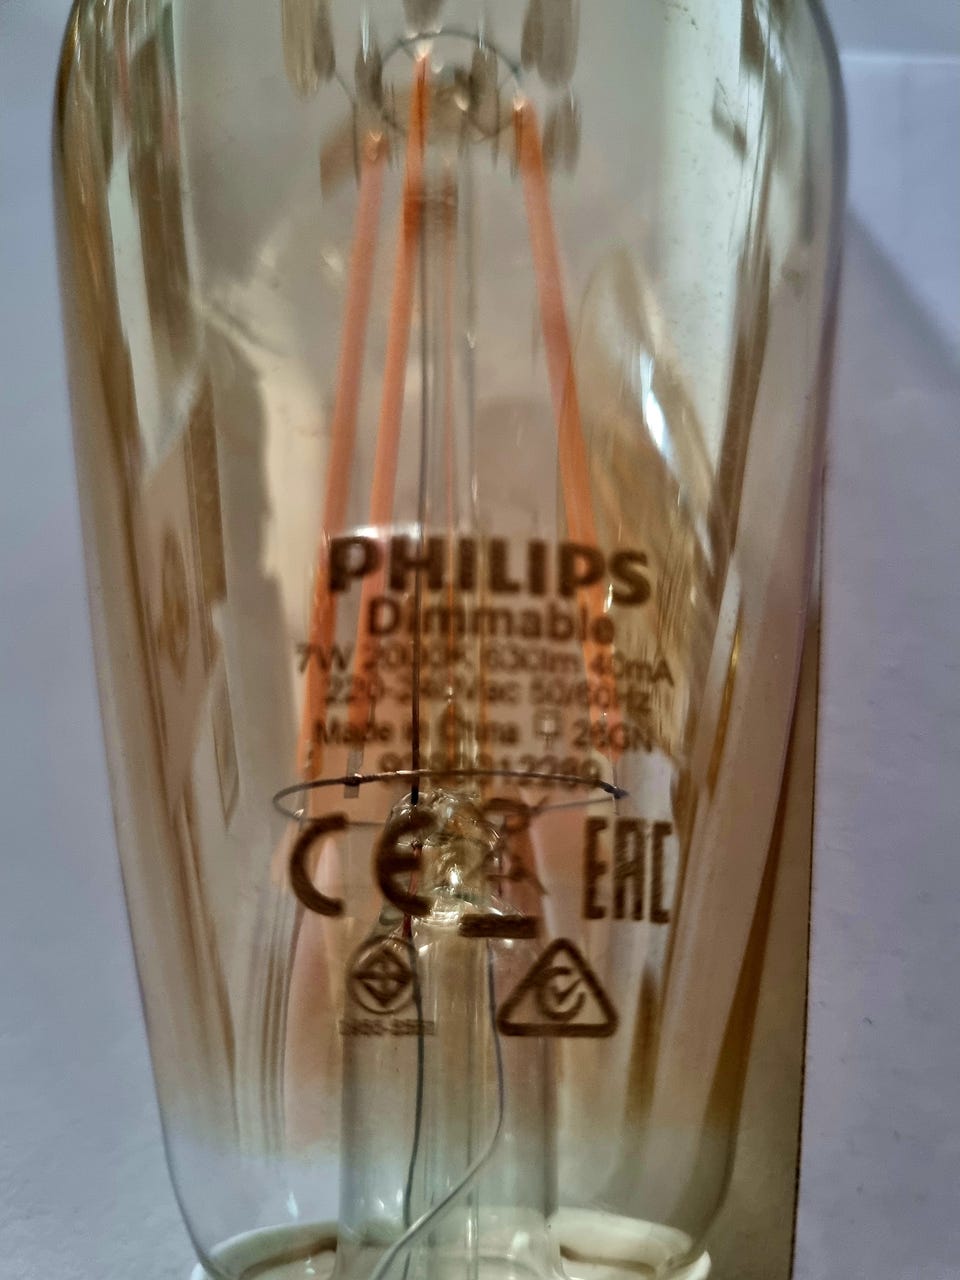 PHILIPS
Dimmable
7W 2000K 630lm 40mA
220-240Vac 50/60Hz
Made in China
CE EAC